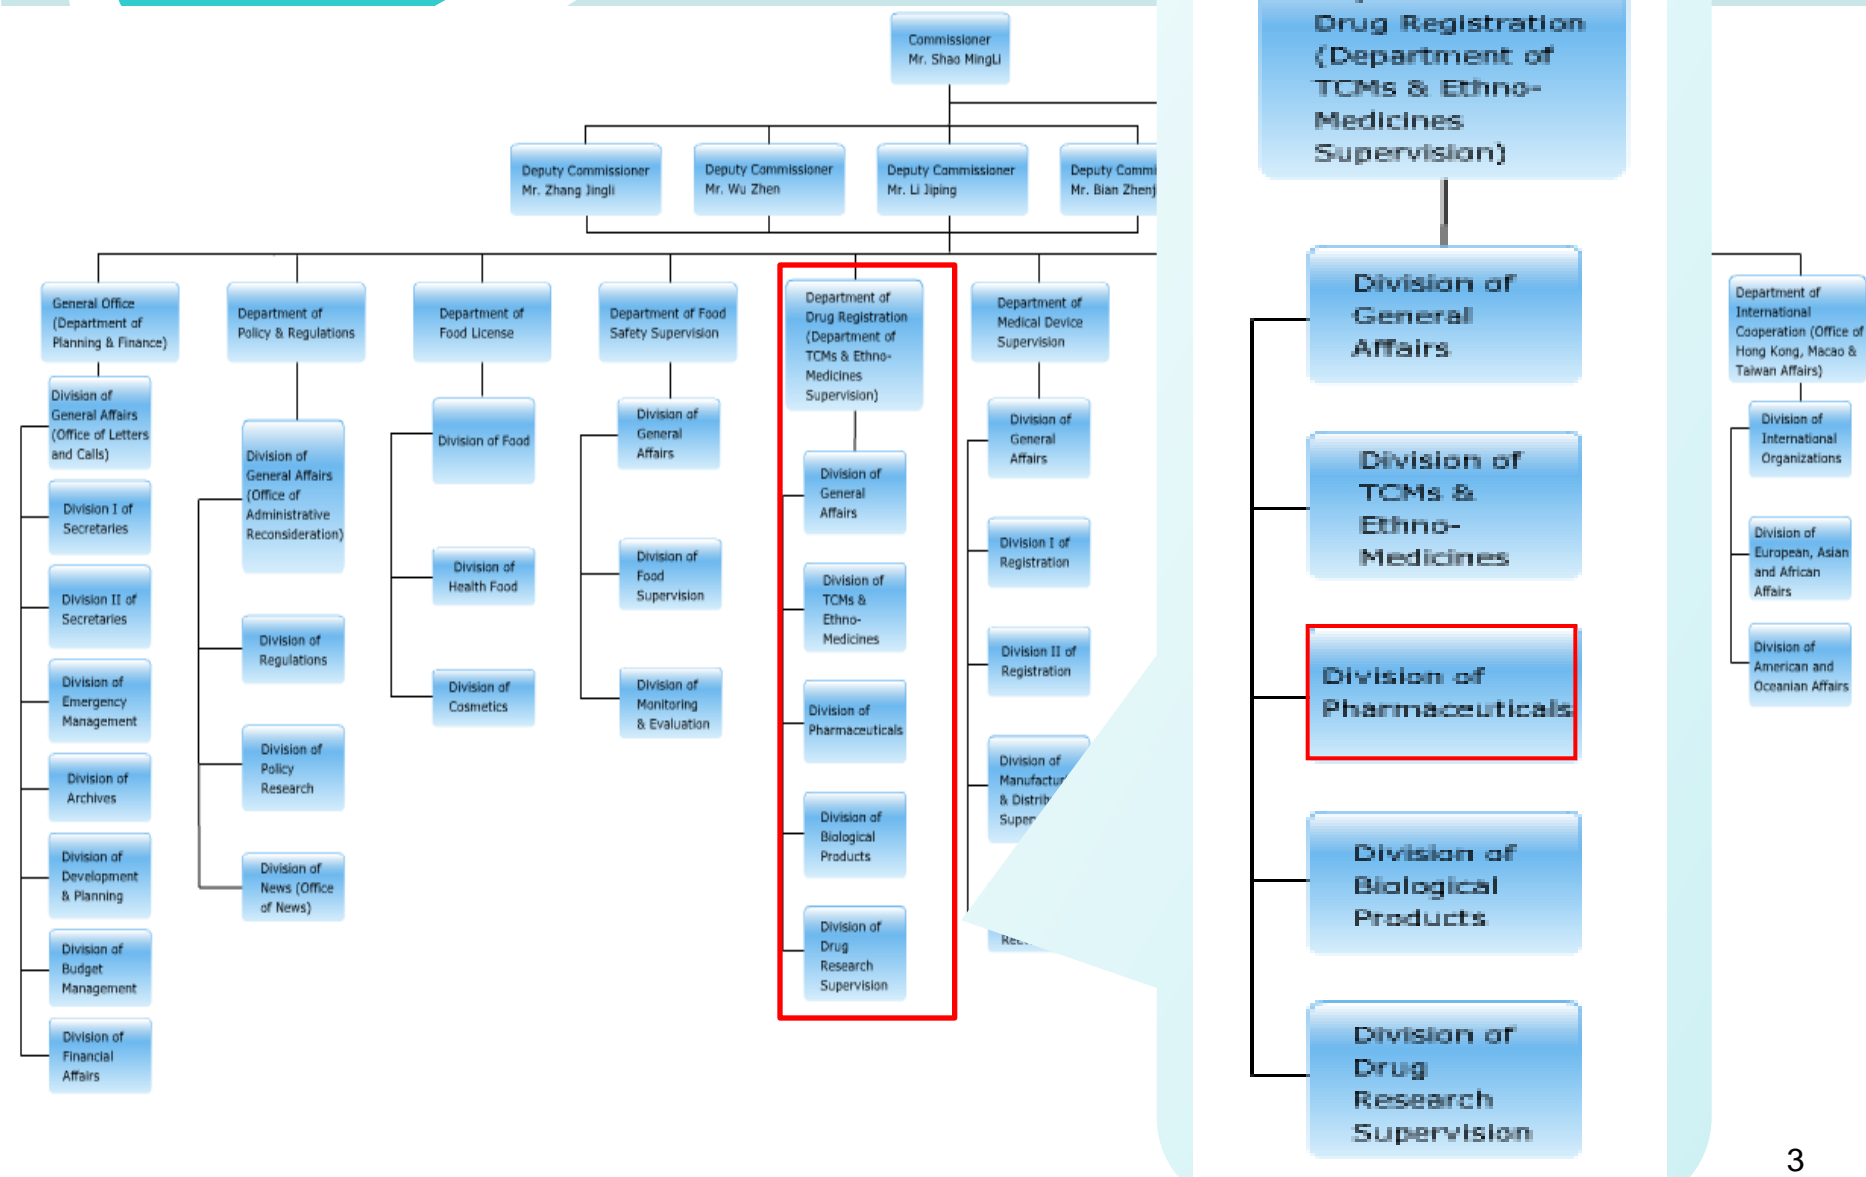 Commissioner
Mr. Shao MingLi
Deputy Commissioner
Mr. Zhang Jingli
Deputy Commissioner
Mr. Wu Zhen
Deputy Commissioner
Mr. Li Jiping
Deputy
Mr. Bian
General Office
(Department of
Planning & Finance)
Division of
General Affairs
(Office of Letters
and Calls)
Division I of
Secretaries
Division II of
Secretaries
Division of
Emergency
Management
Division of
Archives
Division of
Development
& Planning
Division of
Budget
Management
Division of
Financial
Affairs
Department of
Policy & Regulations
Division of
General Affairs
(Office of
Administrative
Reconsideration)
Division of
Regulations
Division of
Policy
Research
Division of
News (Office
of News)
Department of
Food License
Division of Food
Division of
Health Food
Division of
Cosmetics
Department of Food
Safety Supervision
Division of
General
Affairs
Division of
Food
Supervision
Division of
Monitoring
& Evaluation
Department of
Drug Registration
(Department of
TCMs & Ethno-
Medicines
Supervision)
Division of
General
Affairs
Division of
TCMs &
Ethno-
Medicines
Division of
Pharmaceuticals
Division of
Biological
Products
Division of
Drug
Research
Supervision
Department of
Medical Device
Supervision
Division of
General
Affairs
Division I of
Registration
Division II of
Registration
Division of
&
Drug Registration
(Department of
TCMs & Ethno-
Medicines
Supervision)
Division of
General
Affairs
Division of
TCMs &
Ethno-
Medicines
Division of
Pharmaceuticals
Division of
Biological
Products
Division of
Drug
Research
Supervision
Department of
International
Cooperation (Office of
Hong Kong, Macao &
Taiwan Affairs)
Division of
International
Organizations
Division of
European, Asian
and African
Affairs
Division of
American and
Oceanian Affairs
3